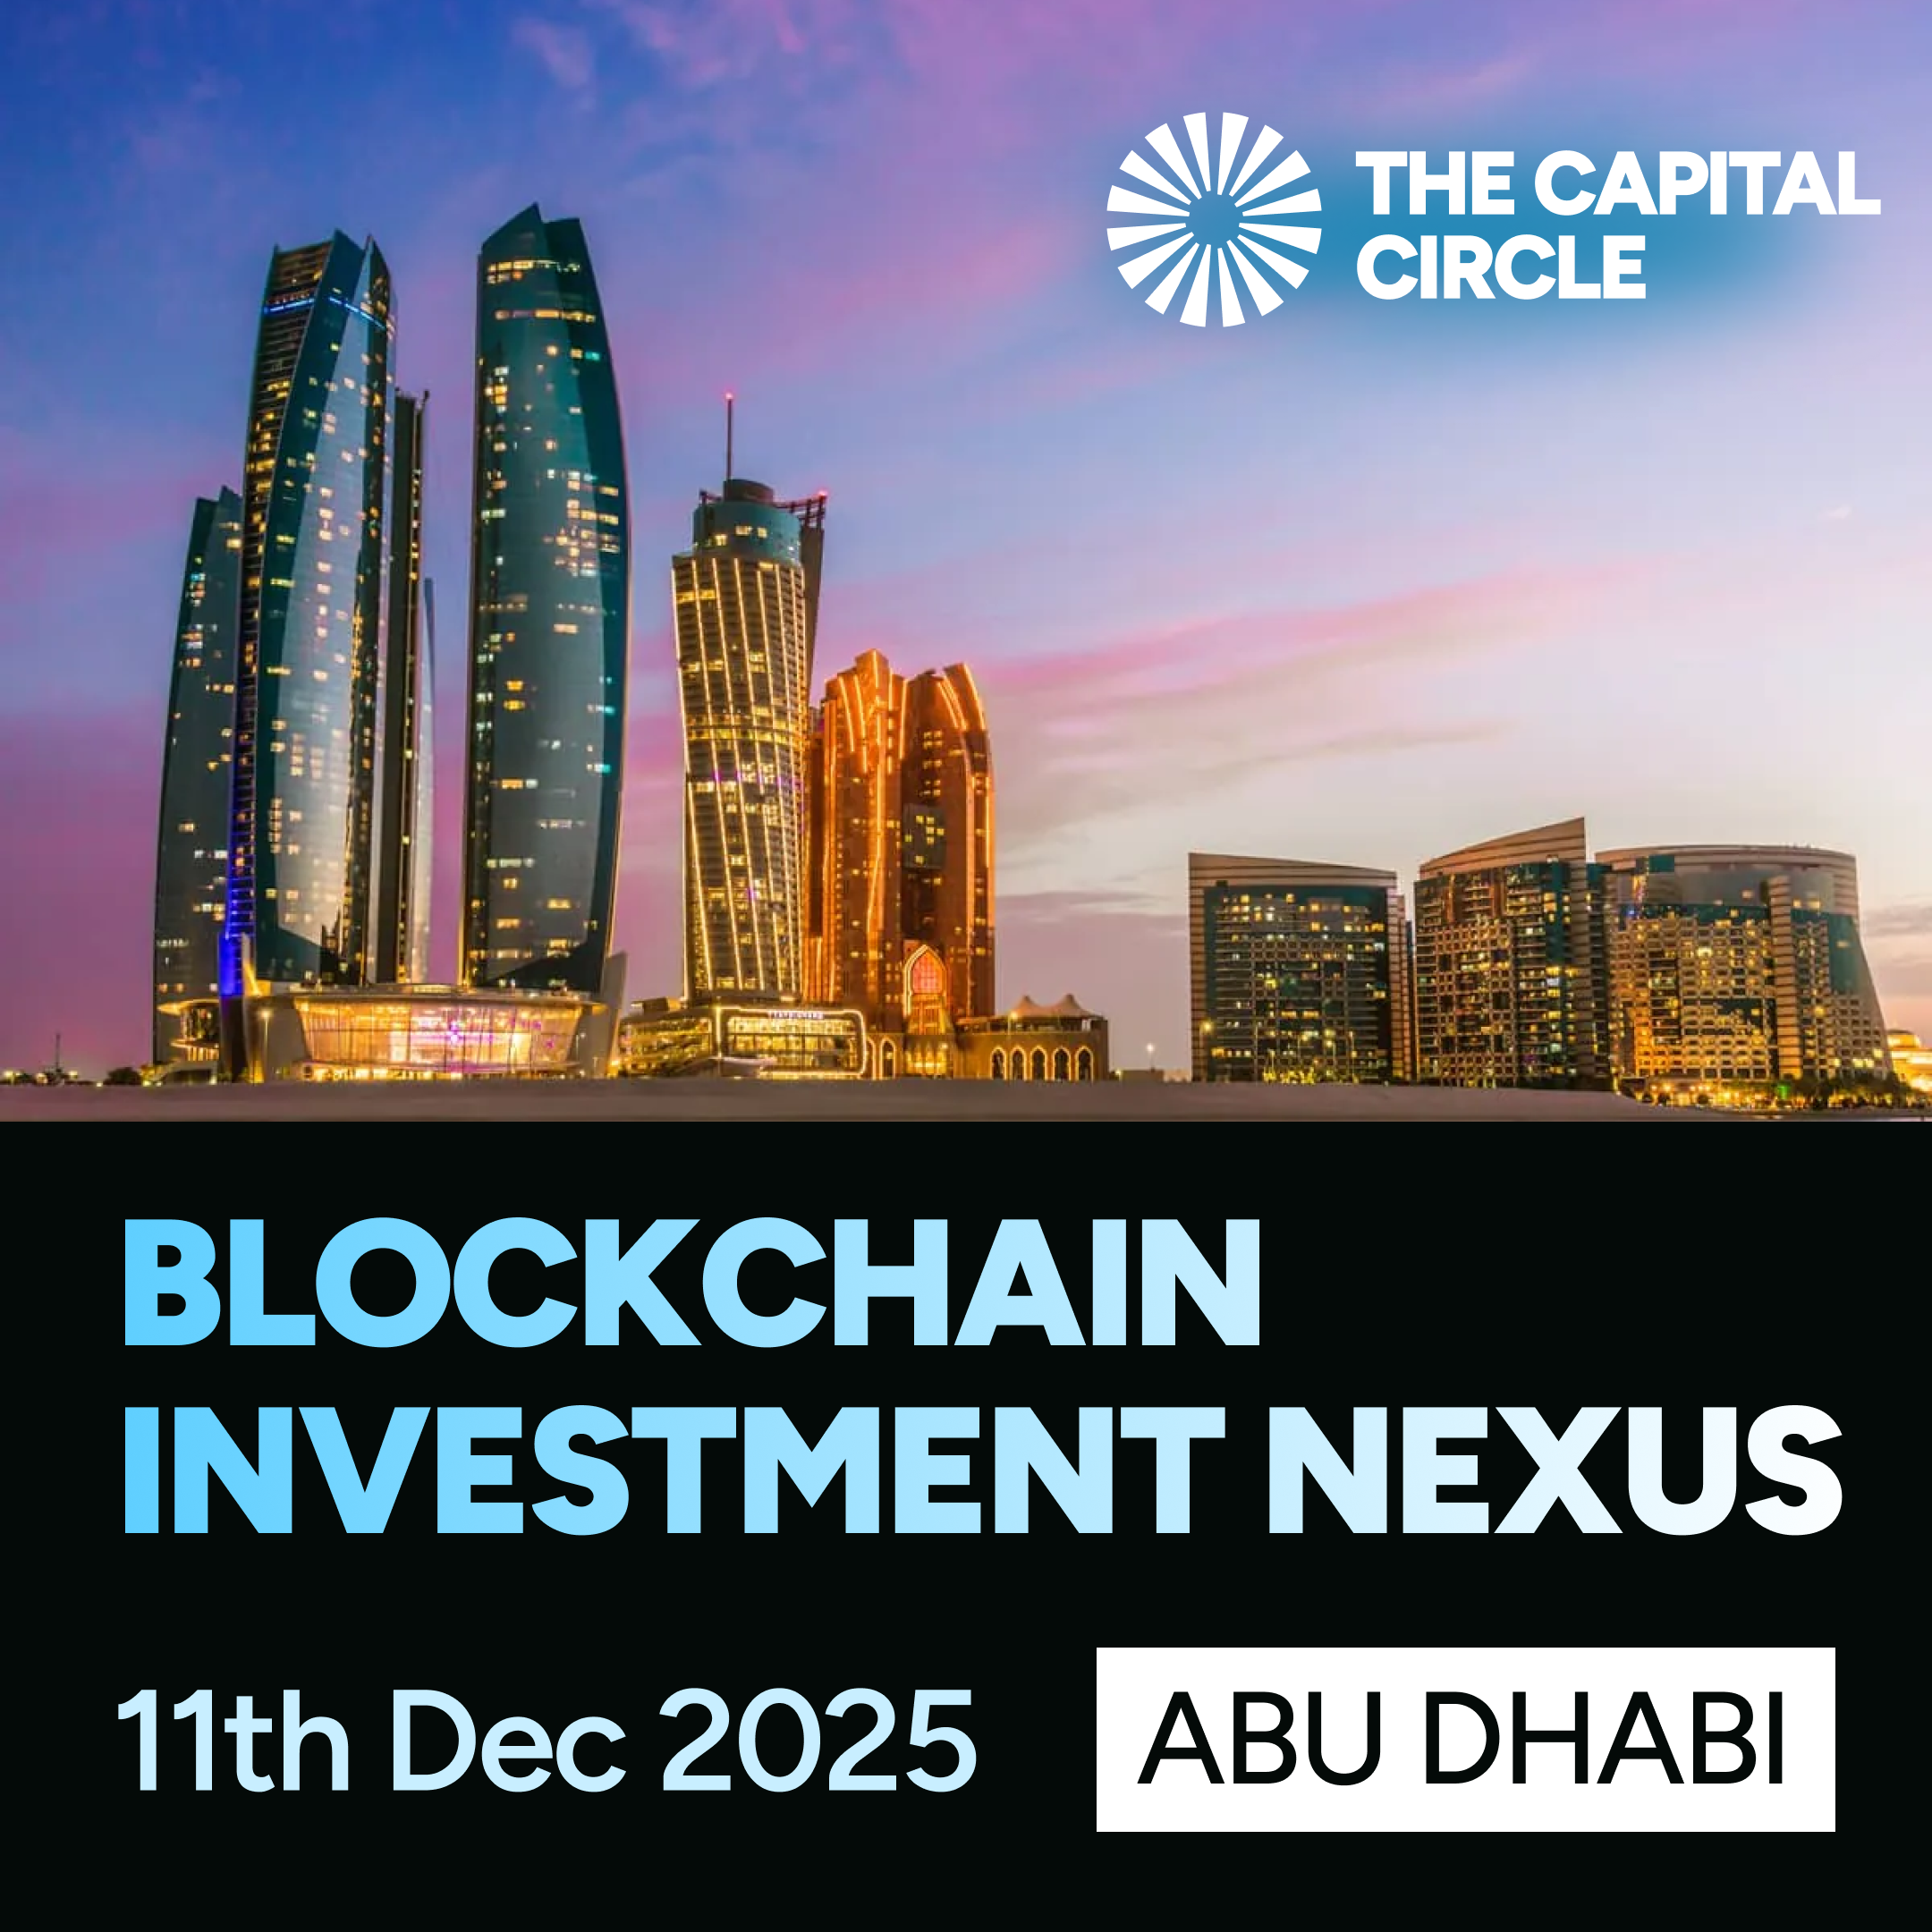 THE CAPITAL
CIRCLE
BLOCKCHAIN
INVESTMENT NEXUS
11th Dec 2025
ABU DHABI